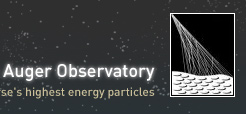 Auger Observatory
se's highest energy particles